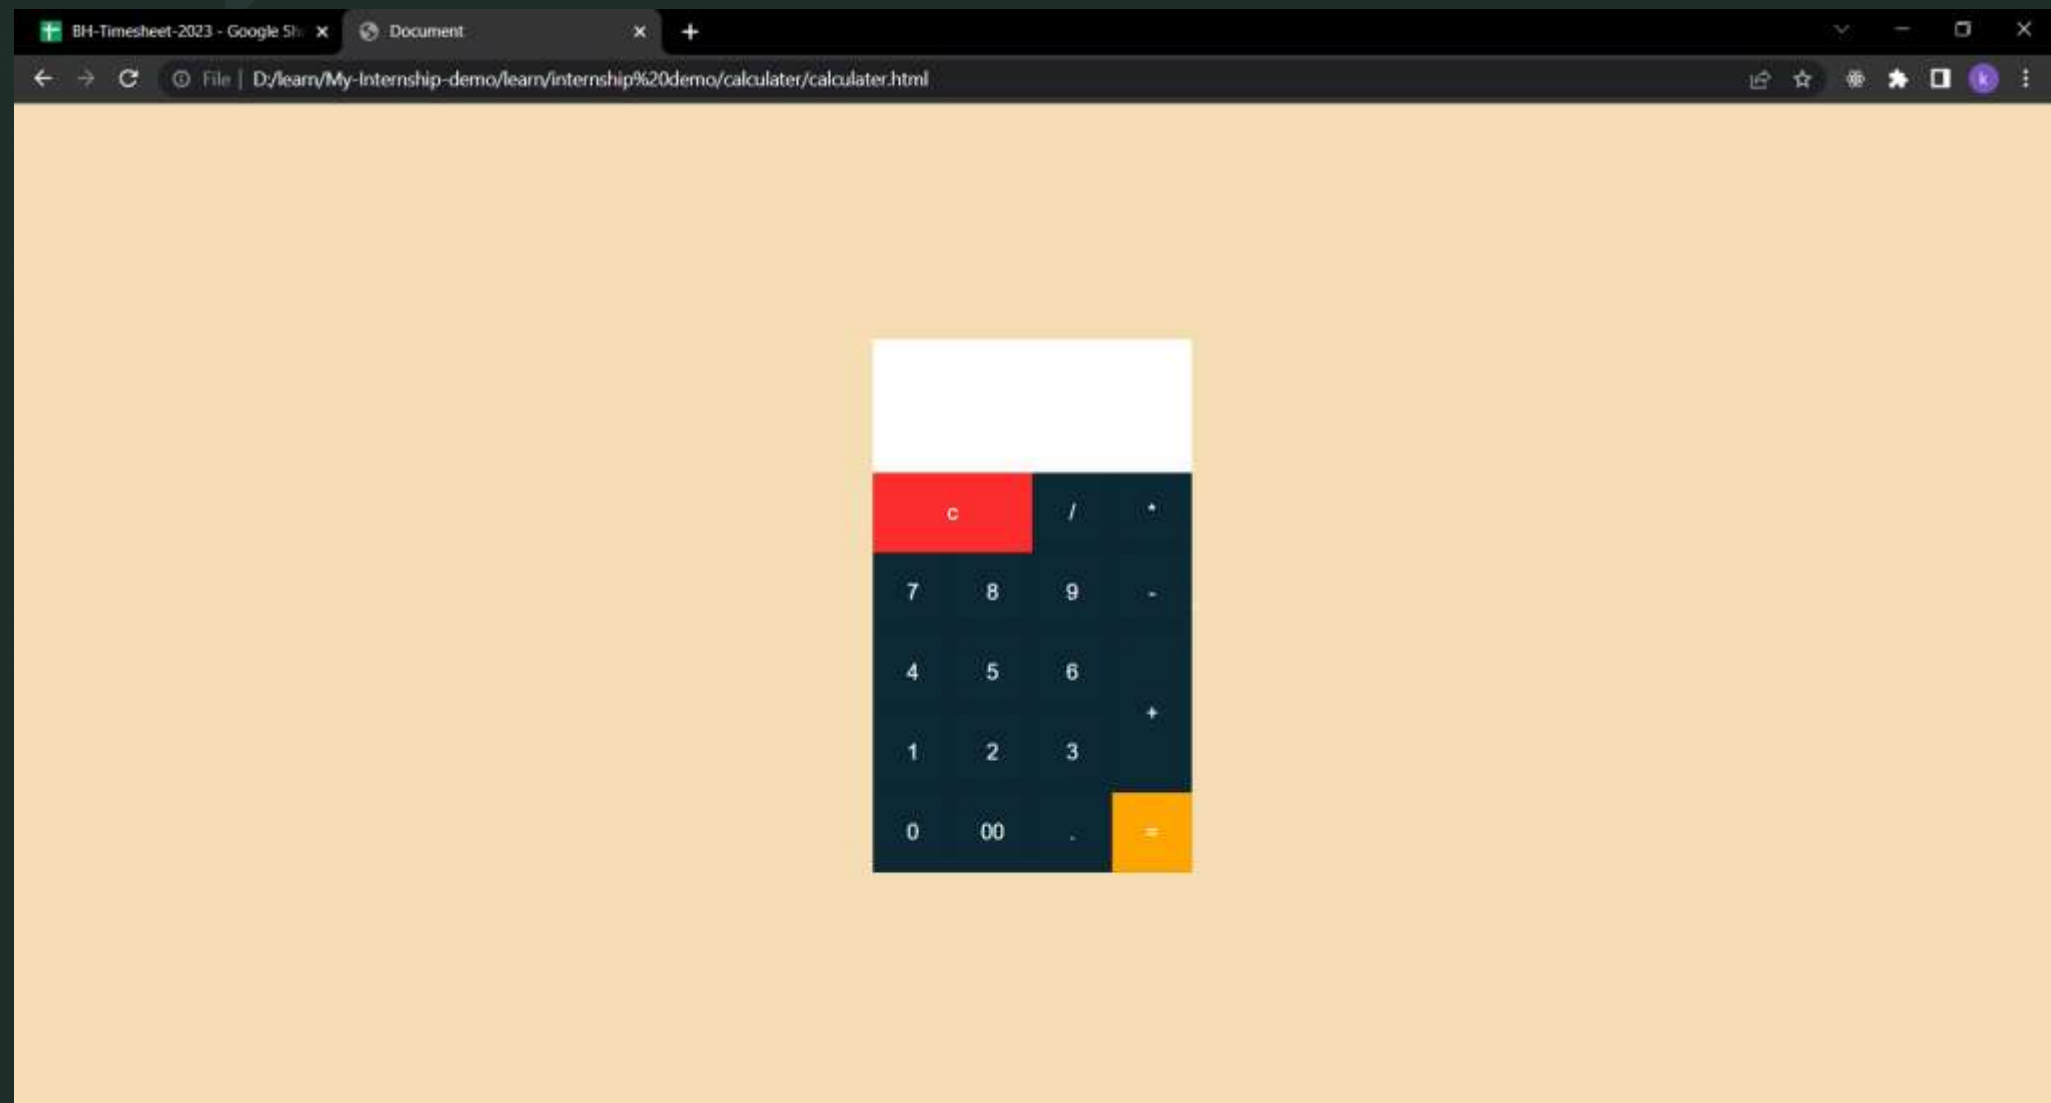 BH-Timesheet-2023 - Google Sh
Document
File | D:/learn/My-Internship-demo/learn/internship%20demo/calculater/calculater.html
k
c / *
7 8 9 -
4 5 6
+
1 2 3
0 00 . =